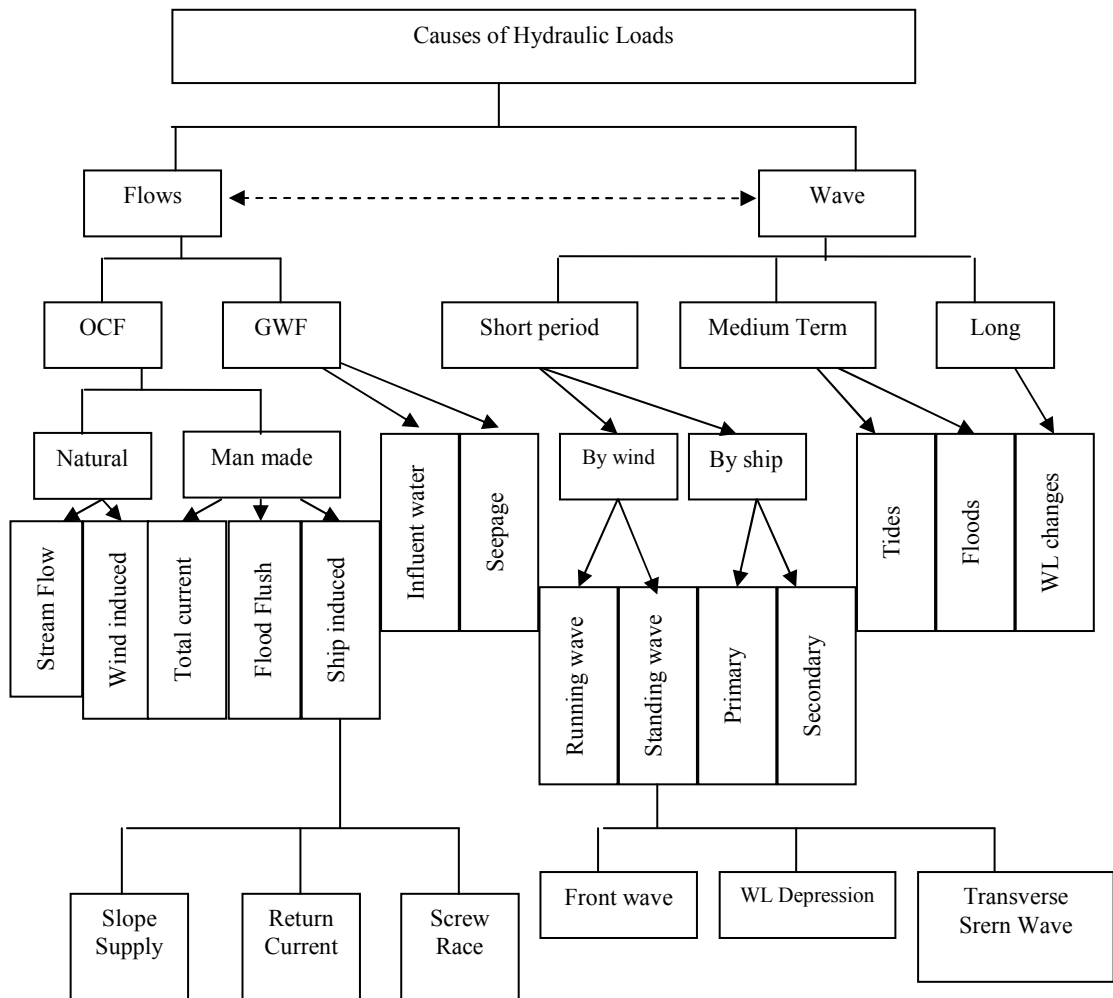 Causes of Hydraulic Loads
Flows
Wave
OCF
GWF
Short period
Medium Term
Long
Natural
Man made
By wind
By ship
Stream Flow
Wind induced
Total current
Flood Flush
Ship induced
Influent water
Seepage
Running wave
Standing wave
Primary
Secondary
Tides
Floods
WL changes
Slope
Supply
Return
Current
Screw
Race
Front wave
WL Depression
Transverse
Srern Wave